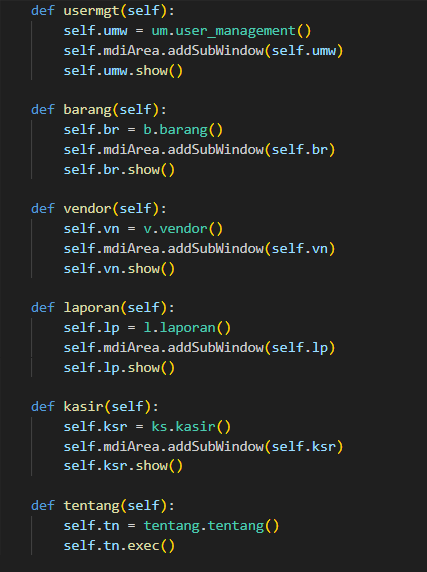 def usermgt(self):
    self.umw = um.user_management()
    self.mdiArea.addSubWindow(self.umw)
    self.umw.show()

def barang(self):
    self.br = b.barang()
    self.mdiArea.addSubWindow(self.br)
    self.br.show()

def vendor(self):
    self.vn = v.vendor()
    self.mdiArea.addSubWindow(self.vn)
    self.vn.show()

def laporan(self):
    self.lp = l.laporan()
    self.mdiArea.addSubWindow(self.lp)
    self.lp.show()

def kasir(self):
    self.ksr = ks.kasir()
    self.mdiArea.addSubWindow(self.ksr)
    self.ksr.show()

def tentang(self):
    self.tn = tentang.tentang()
    self.tn.exec()